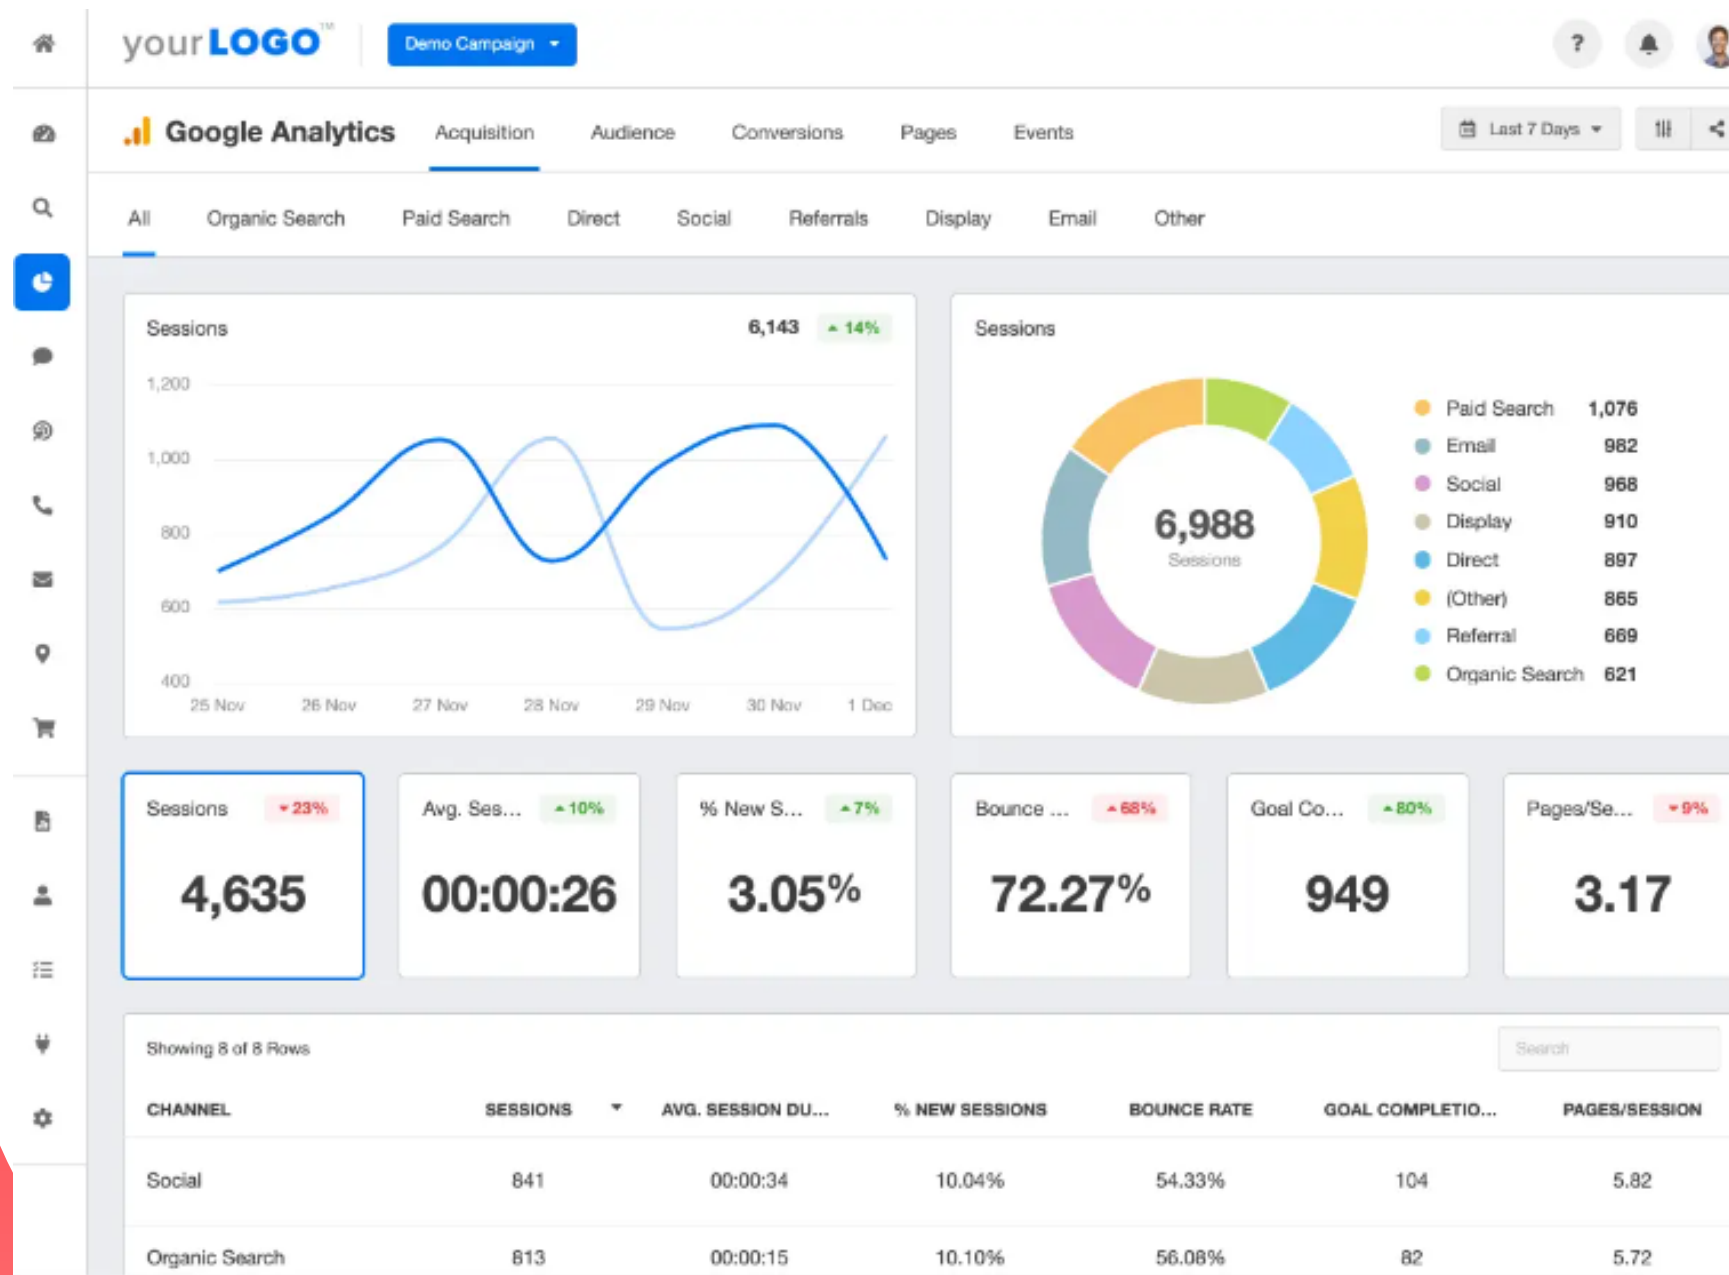 yourLOGO™ Demo Campaign ?
Google Analytics Acquisition Audience Conversions Pages Events Last 7 Days
All Organic Search Paid Search Direct Social Referrals Display Email Other
Sessions 6,143 14%
1,200
1,000
800
600
400
25 Nov 26 Nov 27 Nov 28 Nov 29 Nov 30 Nov 1 Dec
Sessions
6,988
Sessions
Paid Search 1,076
Email 982
Social 968
Display 910
Direct 897
(Other) 865
Referral 669
Organic Search 621
Sessions 23%
4,635
Avg. Ses... 10%
00:00:26
% New S... 7%
3.05%
Bounce ... 68%
72.27%
Goal Co... 80%
949
Pages/Se... 9%
3.17
Showing 8 of 8 Rows Search
CHANNEL SESSIONS AVG. SESSION DU... % NEW SESSIONS BOUNCE RATE GOAL COMPLETIO... PAGES/SESSION
Social 841 00:00:34 10.04% 54.33% 104 5.82
Organic Search 813 00:00:15 10.10% 56.08% 82 5.72